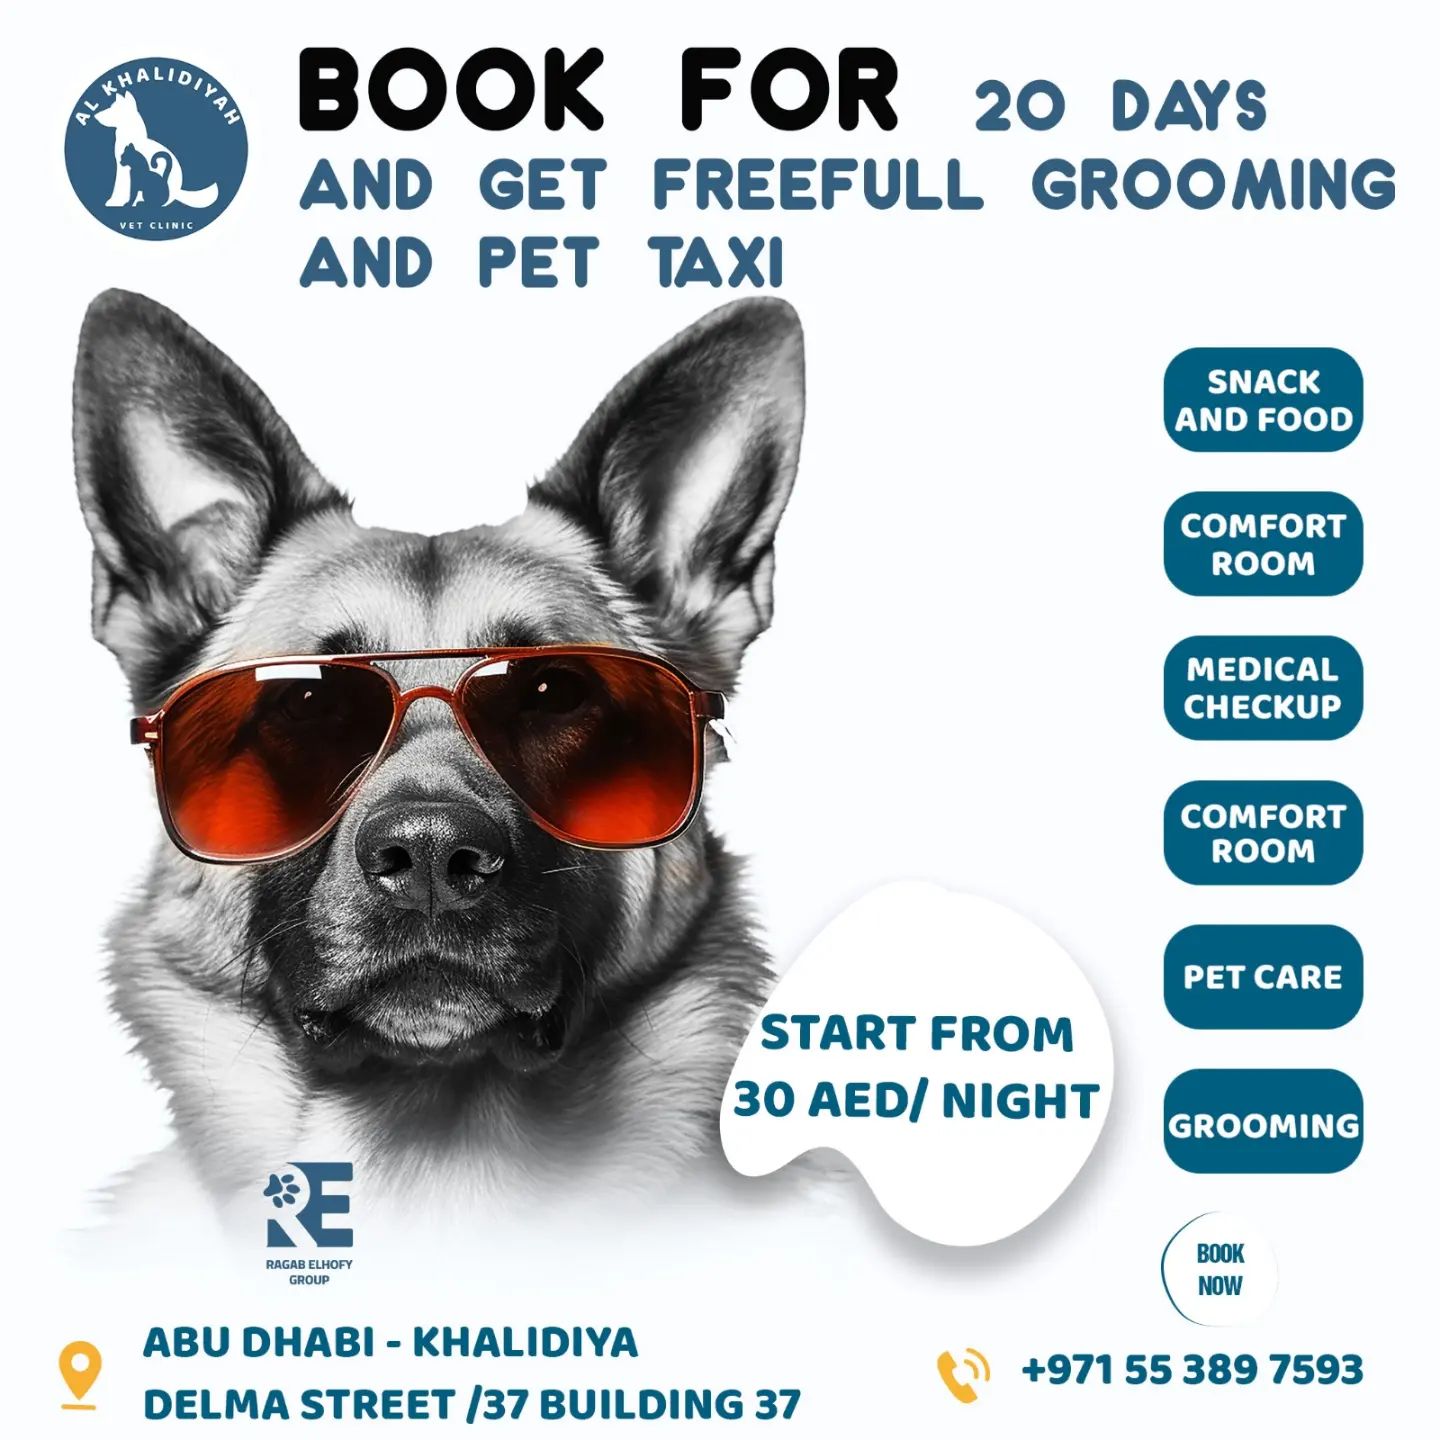 AL KHALIDIYAH
VET CLINIC
BOOK FOR 20 DAYS
AND GET FREEFULL GROOMING
AND PET TAXI
SNACK
AND FOOD
COMFORT
ROOM
MEDICAL
CHECKUP
COMFORT
ROOM
PET CARE
GROOMING
START FROM
30 AED/ NIGHT
RE
RAGAB ELHOFY
GROUP
BOOK
NOW
ABU DHABI - KHALIDIYA
DELMA STREET /37 BUILDING 37
+971 55 389 7593